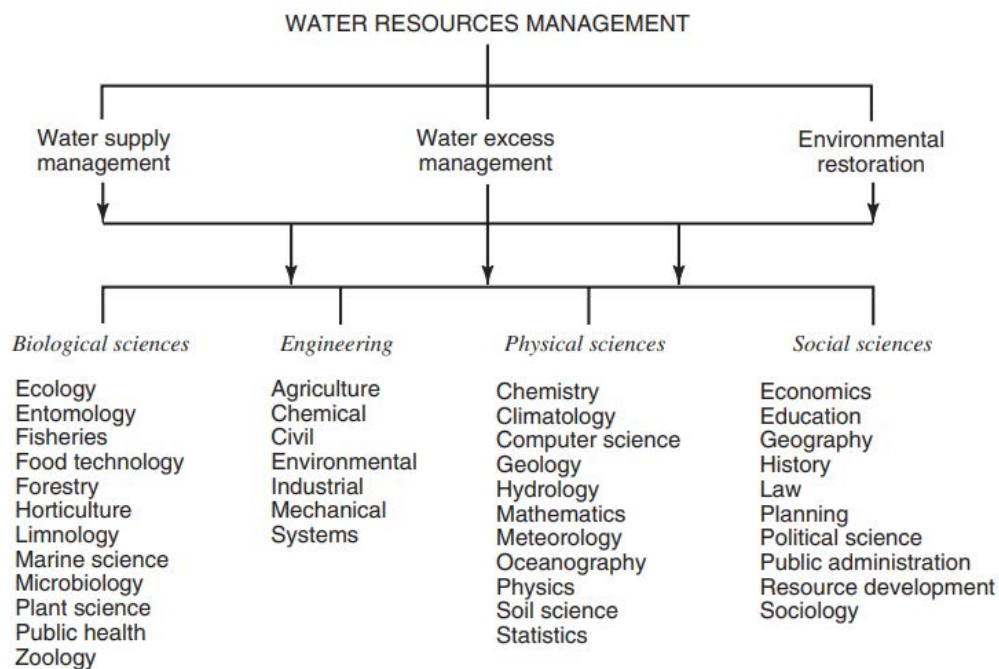 WATER RESOURCES MANAGEMENT
Water supply
management
Water excess
management
Environmental
restoration
Biological sciences
Ecology
Entomology
Fisheries
Food technology
Forestry
Horticulture
Limnology
Marine science
Microbiology
Plant science
Public health
Zoology
Engineering
Agriculture
Chemical
Civil
Environmental
Industrial
Mechanical
Systems
Physical sciences
Chemistry
Climatology
Computer science
Geology
Hydrology
Mathematics
Meteorology
Oceanography
Physics
Soil science
Statistics
Social sciences
Economics
Education
Geography
History
Law
Planning
Political science
Public administration
Resource development
Sociology